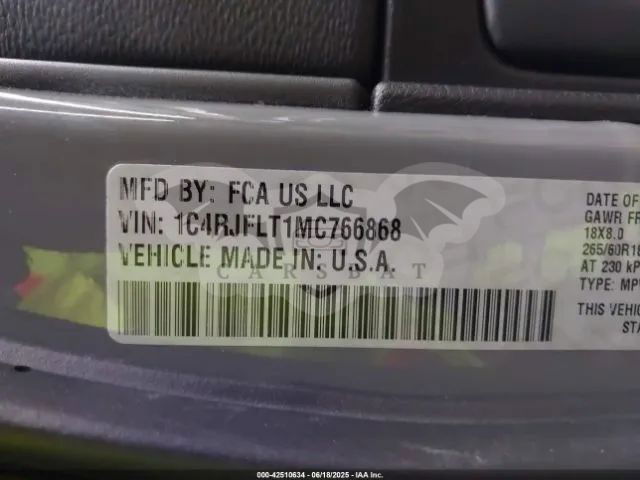 MFD BY: FCA US LLC
VIN: 1C4RJFLT1MC766868
VEHICLE MADE IN: U.S.A.
DATE OF
GAWR FR
18X8.0
265/60R18
AT 230 kP
TYPE: MP
THIS VEHIC
STA
000-42510634 - 06/18/2025 - IAA Inc.